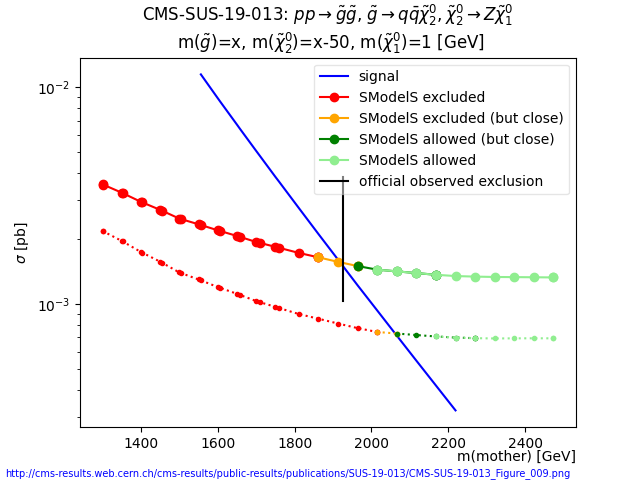 CMS-SUS-19-013: pp → g̃g̃, g̃ → qq̄χ̃⁰₂, χ̃⁰₂ → Zχ̃⁰₁
m(g̃)=x, m(χ̃⁰₂)=x-50, m(χ̃⁰₁)=1 [GeV]
signal
SModelS excluded
SModelS excluded (but close)
SModelS allowed (but close)
SModelS allowed
official observed exclusion
10⁻²
σ [pb]
10⁻³
1400 1600 1800 2000 2200 2400
m(mother) [GeV]
http://cms-results.web.cern.ch/cms-results/public-results/publications/SUS-19-013/CMS-SUS-19-013_Figure_009.png